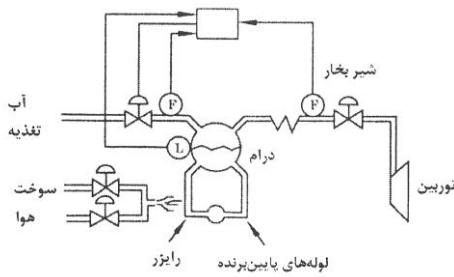 شیر بخار
F
F
آب
تغذیه
L
درام
سوخت
هوا
توربین
رایزر
لوله‌های پایین‌برنده